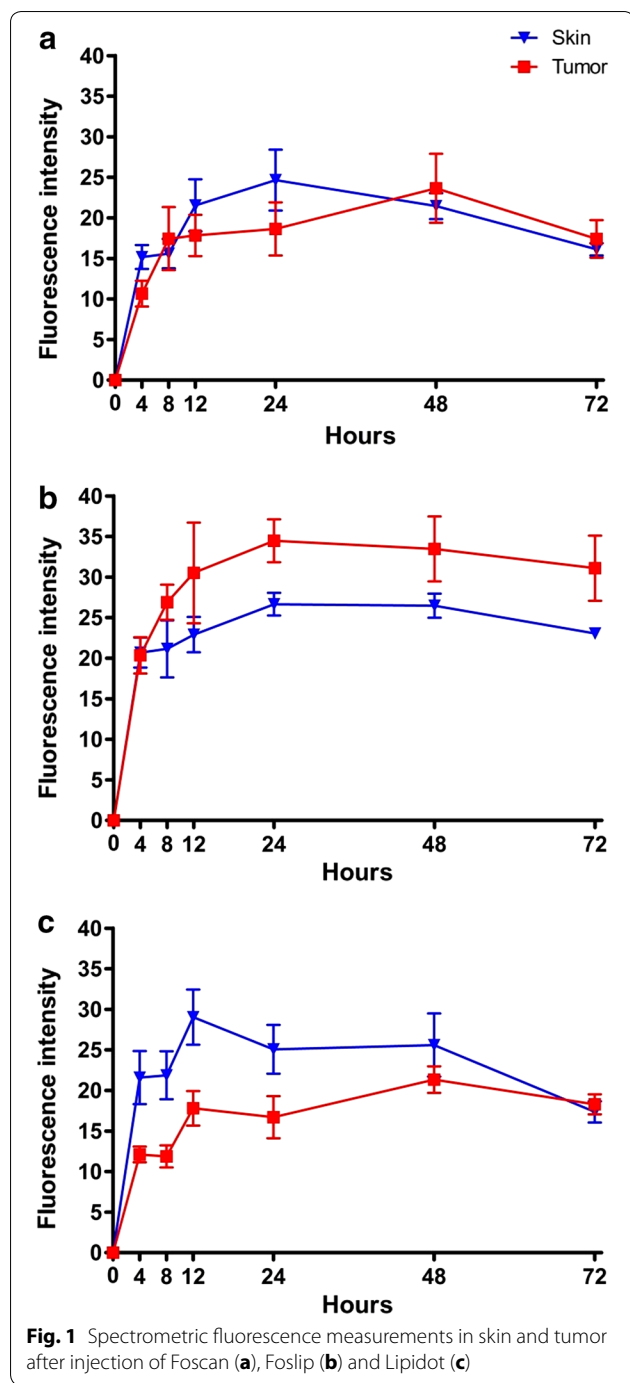 a
Skin
Tumor
40
35
30
25
20
15
10
5
0
Fluorescence intensity
0 4 8 12 24 48 72
Hours
b
40
35
30
25
20
15
10
5
0
Fluorescence intensity
0 4 8 12 24 48 72
Hours
c
40
35
30
25
20
15
10
5
0
Fluorescence intensity
0 4 8 12 24 48 72
Hours
Fig. 1 Spectrometric fluorescence measurements in skin and tumor
after injection of Foscan (a), Foslip (b) and Lipidot (c)